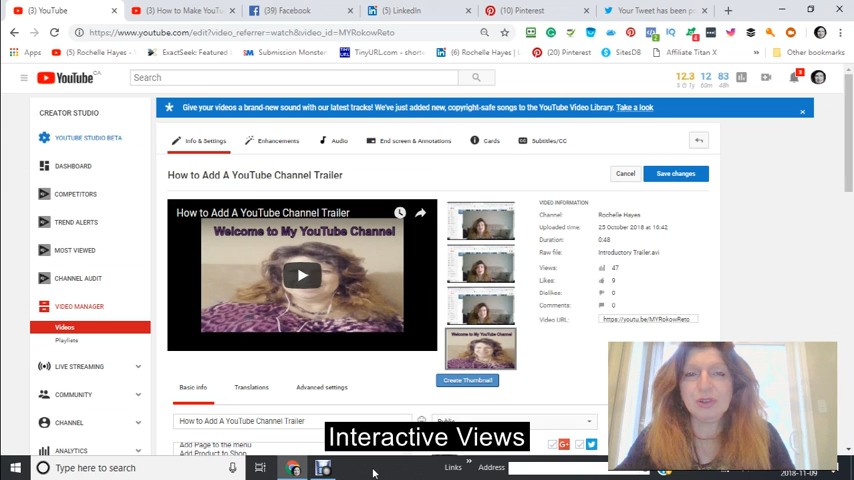 (3) YouTube
(3) How to Make YouT
(39) Facebook
(5) LinkedIn
(10) Pinterest
Your Tweet has been po
https://www.youtube.com/edit?video_referrer=watch&video_id=MYRokowReto
Apps
(5) Rochelle Hayes -
ExactSeek: Featured L
Submission Monster
TinyURL.com - shorte
(6) Rochelle Hayes | L
(10) Pinterest
SitesDB
Affiliate Titan X
Other bookmarks
YouTube CA
Search
12.3 12 83
CREATOR STUDIO
YOUTUBE STUDIO BETA
DASHBOARD
COMPETITORS
TREND ALERTS
MOST VIEWED
CHANNEL AUDIT
VIDEO MANAGER
Videos
Playlists
LIVE STREAMING
COMMUNITY
CHANNEL
ANALYTICS
Give your videos a brand-new sound with our latest tracks! We've just added new, copyright-safe songs to the YouTube Video Library. Take a look
Info & Settings
Enhancements
Audio
End screen & Annotations
Cards
Subtitles/CC
How to Add A YouTube Channel Trailer
Cancel
Save changes
How to Add A YouTube Channel Trailer
Welcome to My YouTube Channel
Create Thumbnail
VIDEO INFORMATION
Channel: Rochelle Hayes
Uploaded time: 25 October 2018 at 16:42
Duration: 0:48
Raw file: Introductory Trailer.avi
Views: 47
Likes: 9
Dislikes: 0
Comments: 0
Video URL: https://youtu.be/MYRokowReto
Basic info
Translations
Advanced settings
How to Add A YouTube Channel Trailer
Public
Add Page to the menu
Add Product to Shop
Interactive Views
Type here to search
Links
Address
2018-11-09